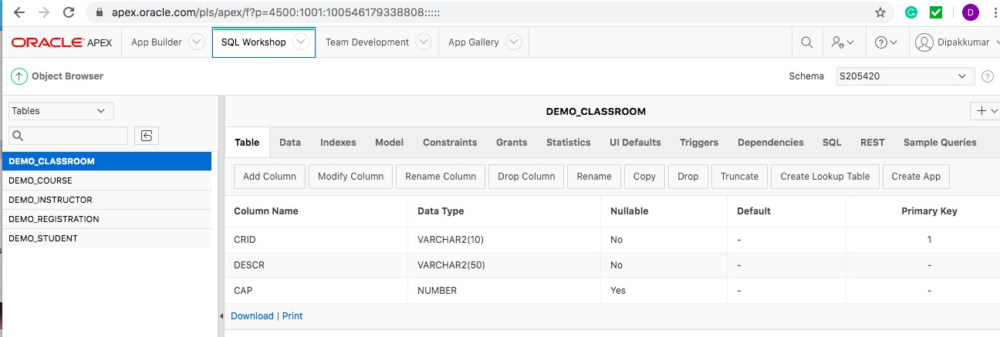 apex.oracle.com/pls/apex/f?p=4500:1001:100546179338808:::::
D
ORACLE APEX App Builder SQL Workshop Team Development App Gallery Dipakkumar
Object Browser Schema S205420
Tables
DEMO_CLASSROOM
DEMO_COURSE
DEMO_INSTRUCTOR
DEMO_REGISTRATION
DEMO_STUDENT
DEMO_CLASSROOM
Table Data Indexes Model Constraints Grants Statistics UI Defaults Triggers Dependencies SQL REST Sample Queries
Add Column Modify Column Rename Column Drop Column Rename Copy Drop Truncate Create Lookup Table Create App
Column Name Data Type Nullable Default Primary Key
CRID VARCHAR2(10) No - 1
DESCR VARCHAR2(50) No - -
CAP NUMBER Yes - -
Download | Print